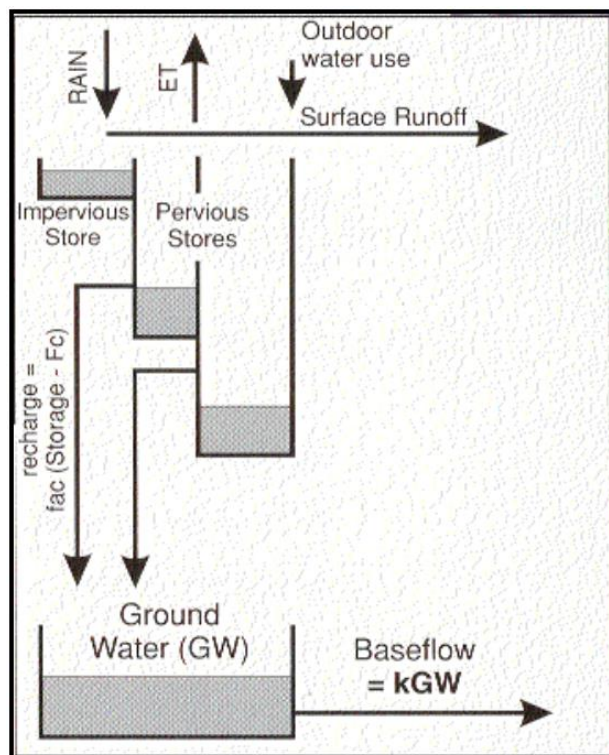 RAIN
ET
Outdoor
water use
Surface Runoff
Impervious
Store
Pervious
Stores
recharge =
fac (Storage - Fc)
Ground
Water (GW)
Baseflow
= kGW